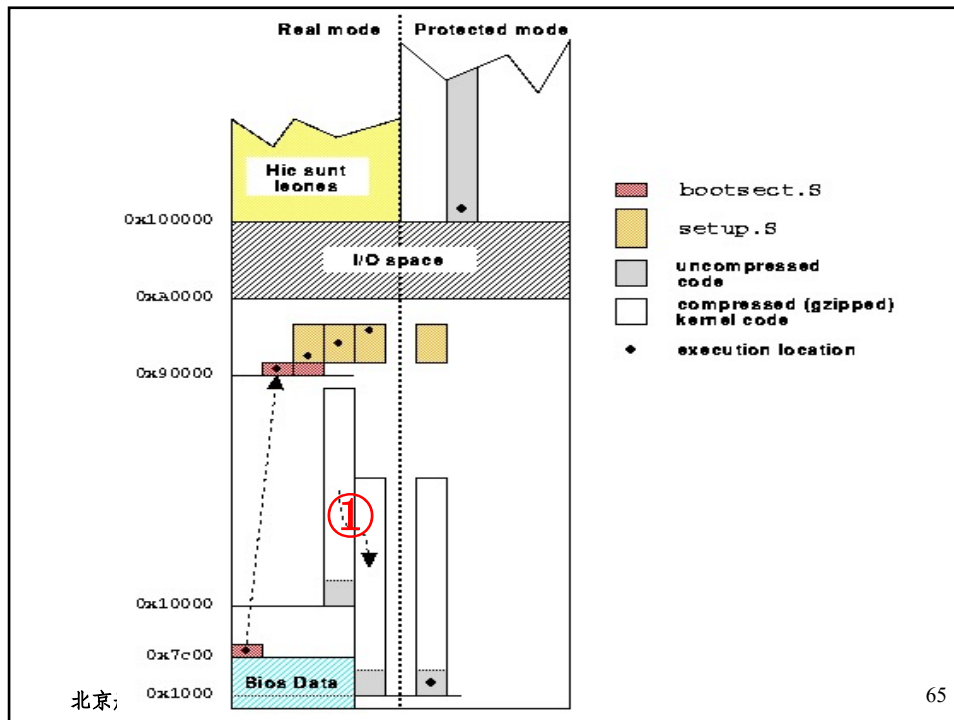 Real mode
Protected mode
Hic sunt
leones
0x100000
I/O space
0xA0000
0x90000
①
0x10000
0x7c00
Bios Data
0x1000
bootsect.S
setup.S
uncompressed
code
compressed (gzipped)
kernel code
execution location
北京
65